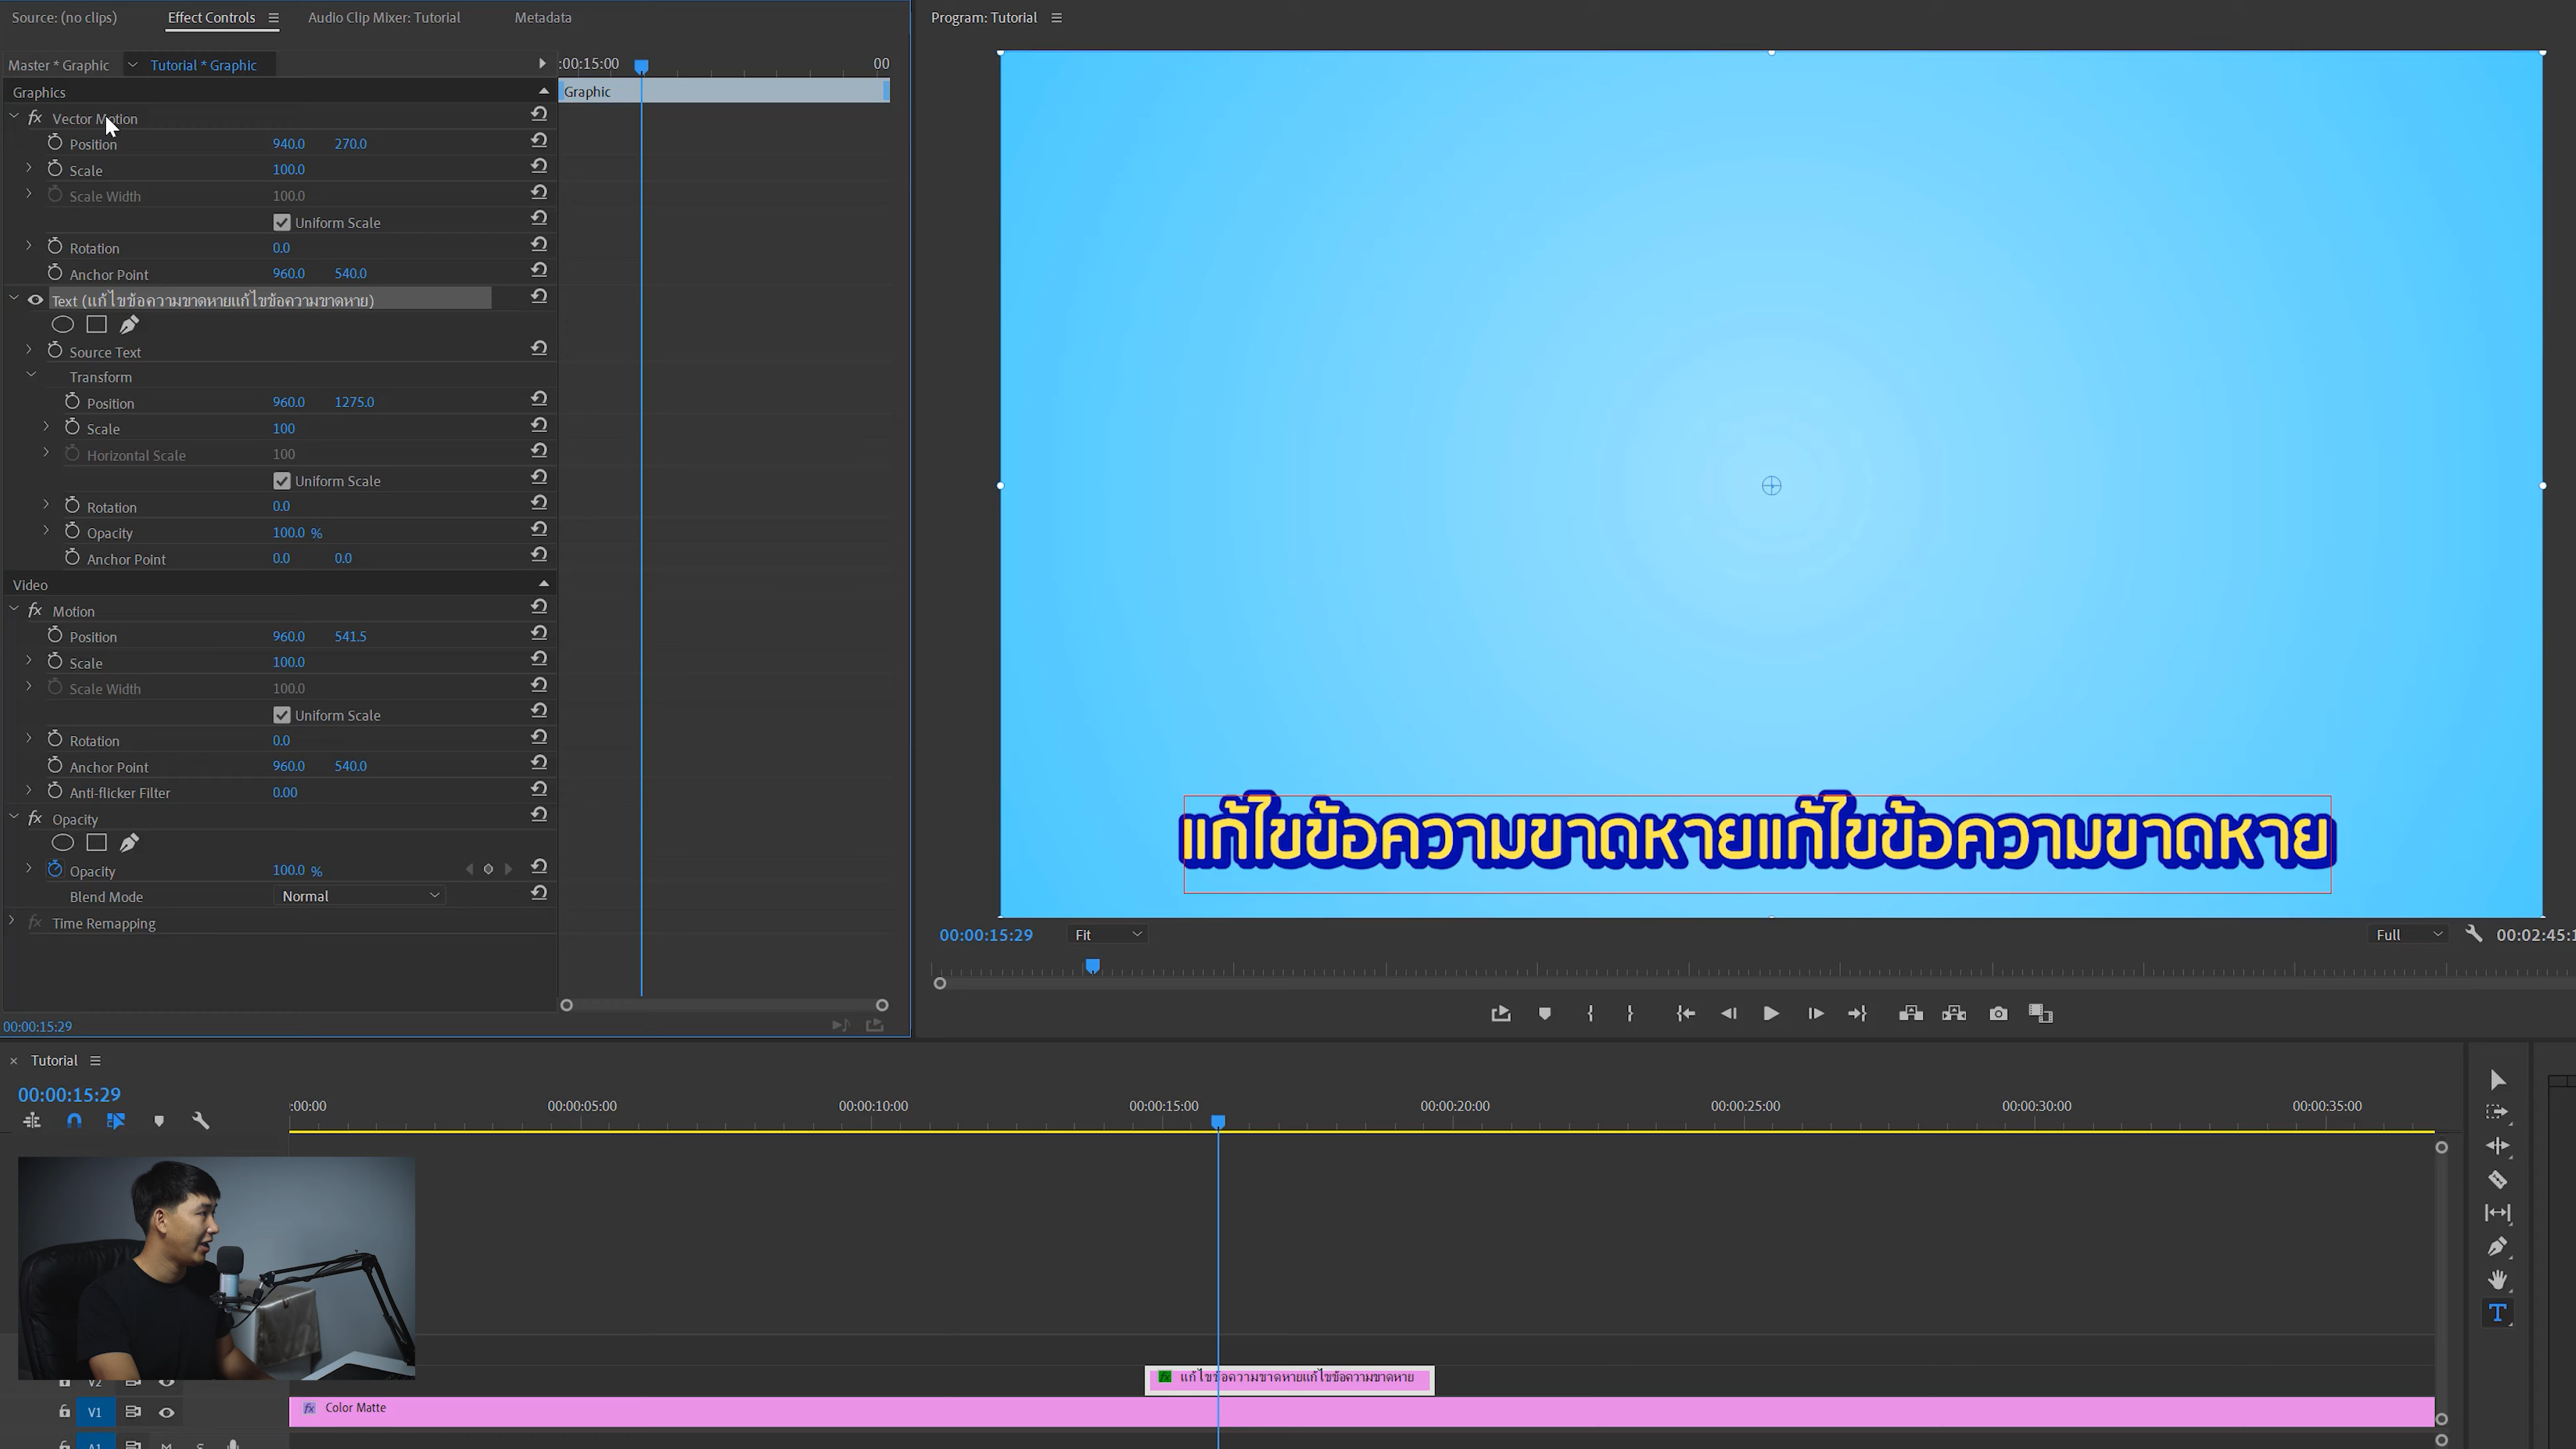 Source: (no clips)
Effect Controls
Audio Clip Mixer: Tutorial
Metadata
Program: Tutorial
Master * Graphic
Tutorial * Graphic
:00:15:00
00
Graphics
Graphic
fx Vector Motion
Position 940.0 270.0
Scale 100.0
Scale Width 100.0
Uniform Scale
Rotation 0.0
Anchor Point 960.0 540.0
Text (แก้ไขข้อความขาดหายแก้ไขข้อความขาดหาย)
Source Text
Transform
Position 960.0 1275.0
Scale 100
Horizontal Scale 100
Uniform Scale
Rotation 0.0
Opacity 100.0 %
Anchor Point 0.0 0.0
Video
fx Motion
Position 960.0 541.5
Scale 100.0
Scale Width 100.0
Uniform Scale
Rotation 0.0
Anchor Point 960.0 540.0
Anti-flicker Filter 0.00
fx Opacity
Opacity 100.0 %
Blend Mode Normal
fx Time Remapping
00:00:15:29
แก้ไขข้อความขาดหายแก้ไขข้อความขาดหาย
00:00:15:29
Fit
Full
00:02:45:1
Tutorial
00:00:15:29
:00:00
00:00:05:00
00:00:10:00
00:00:15:00
00:00:20:00
00:00:25:00
00:00:30:00
00:00:35:00
T
V2
fx แก้ไขข้อความขาดหายแก้ไขข้อความขาดหาย
V1
fx Color Matte
A1 M S